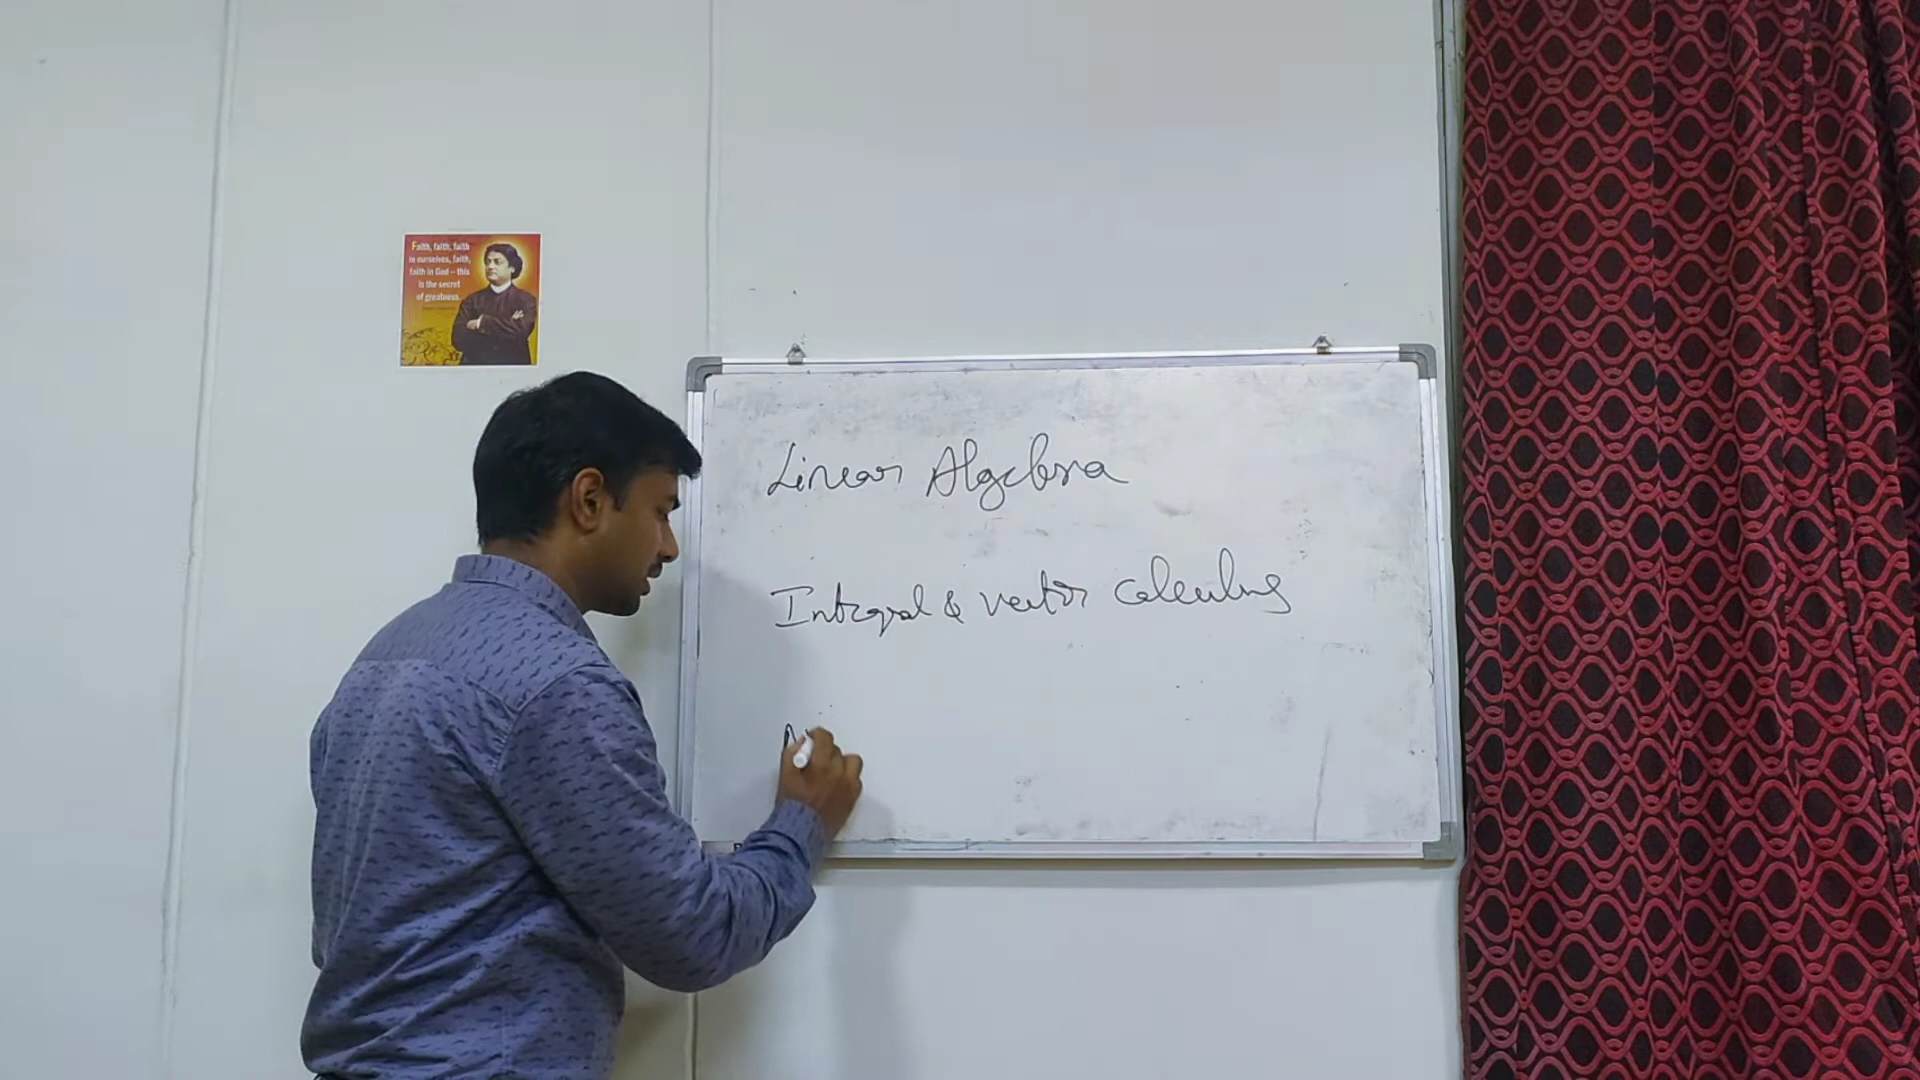 Faith, faith, faith
in ourselves, faith,
faith in God – this
is the secret
of greatness.
Linear Algebra
Integral & vector calculus